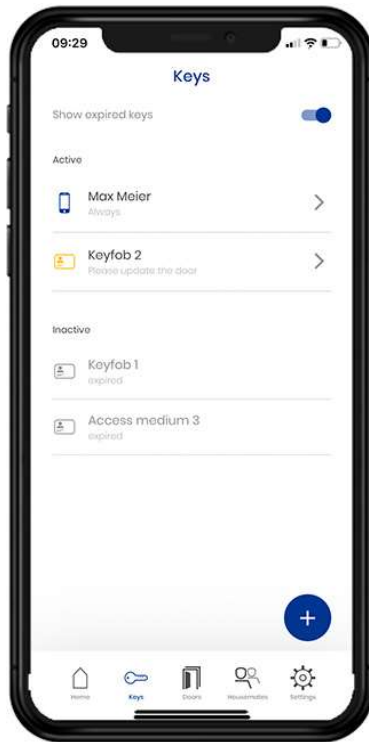 09:29
Keys
Show expired keys
Active
Max Meier
Always
Keyfob 2
Please update the door
Inactive
Keyfob 1
expired
Access medium 3
expired
+
Home Keys Doors Housemates Settings